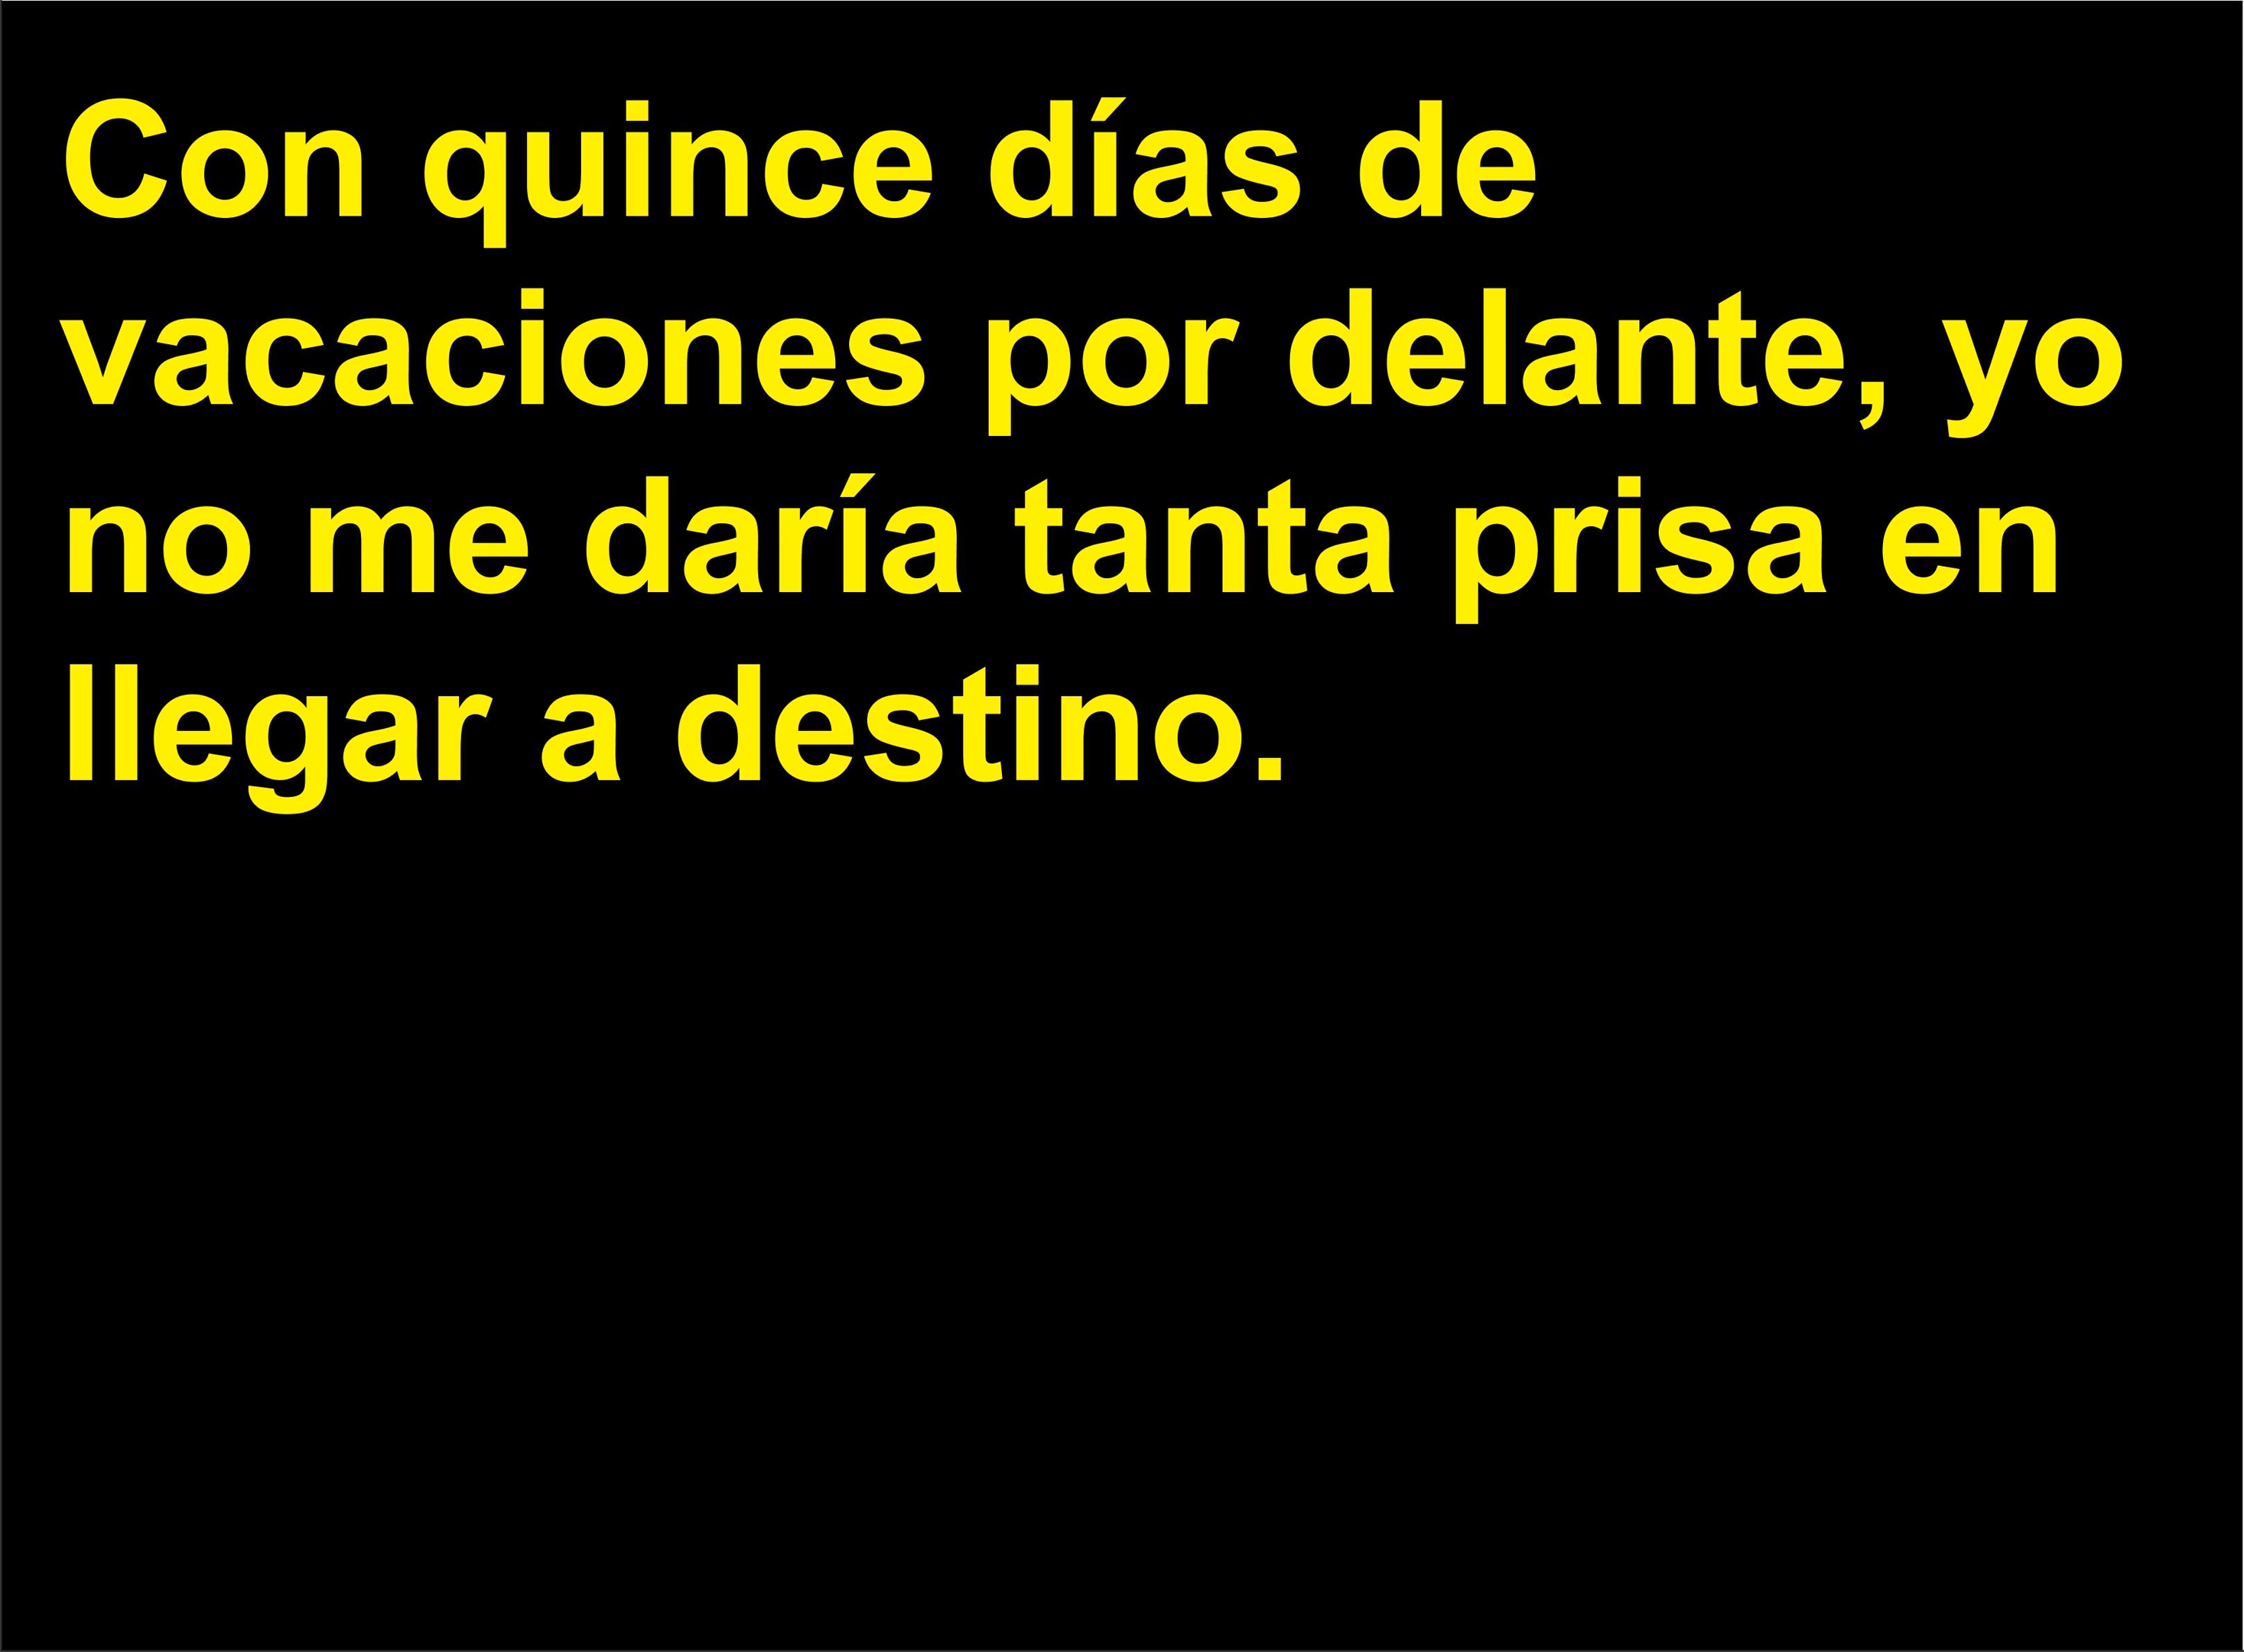 Con quince días de
vacaciones por delante, yo
no me daría tanta prisa en
llegar a destino.